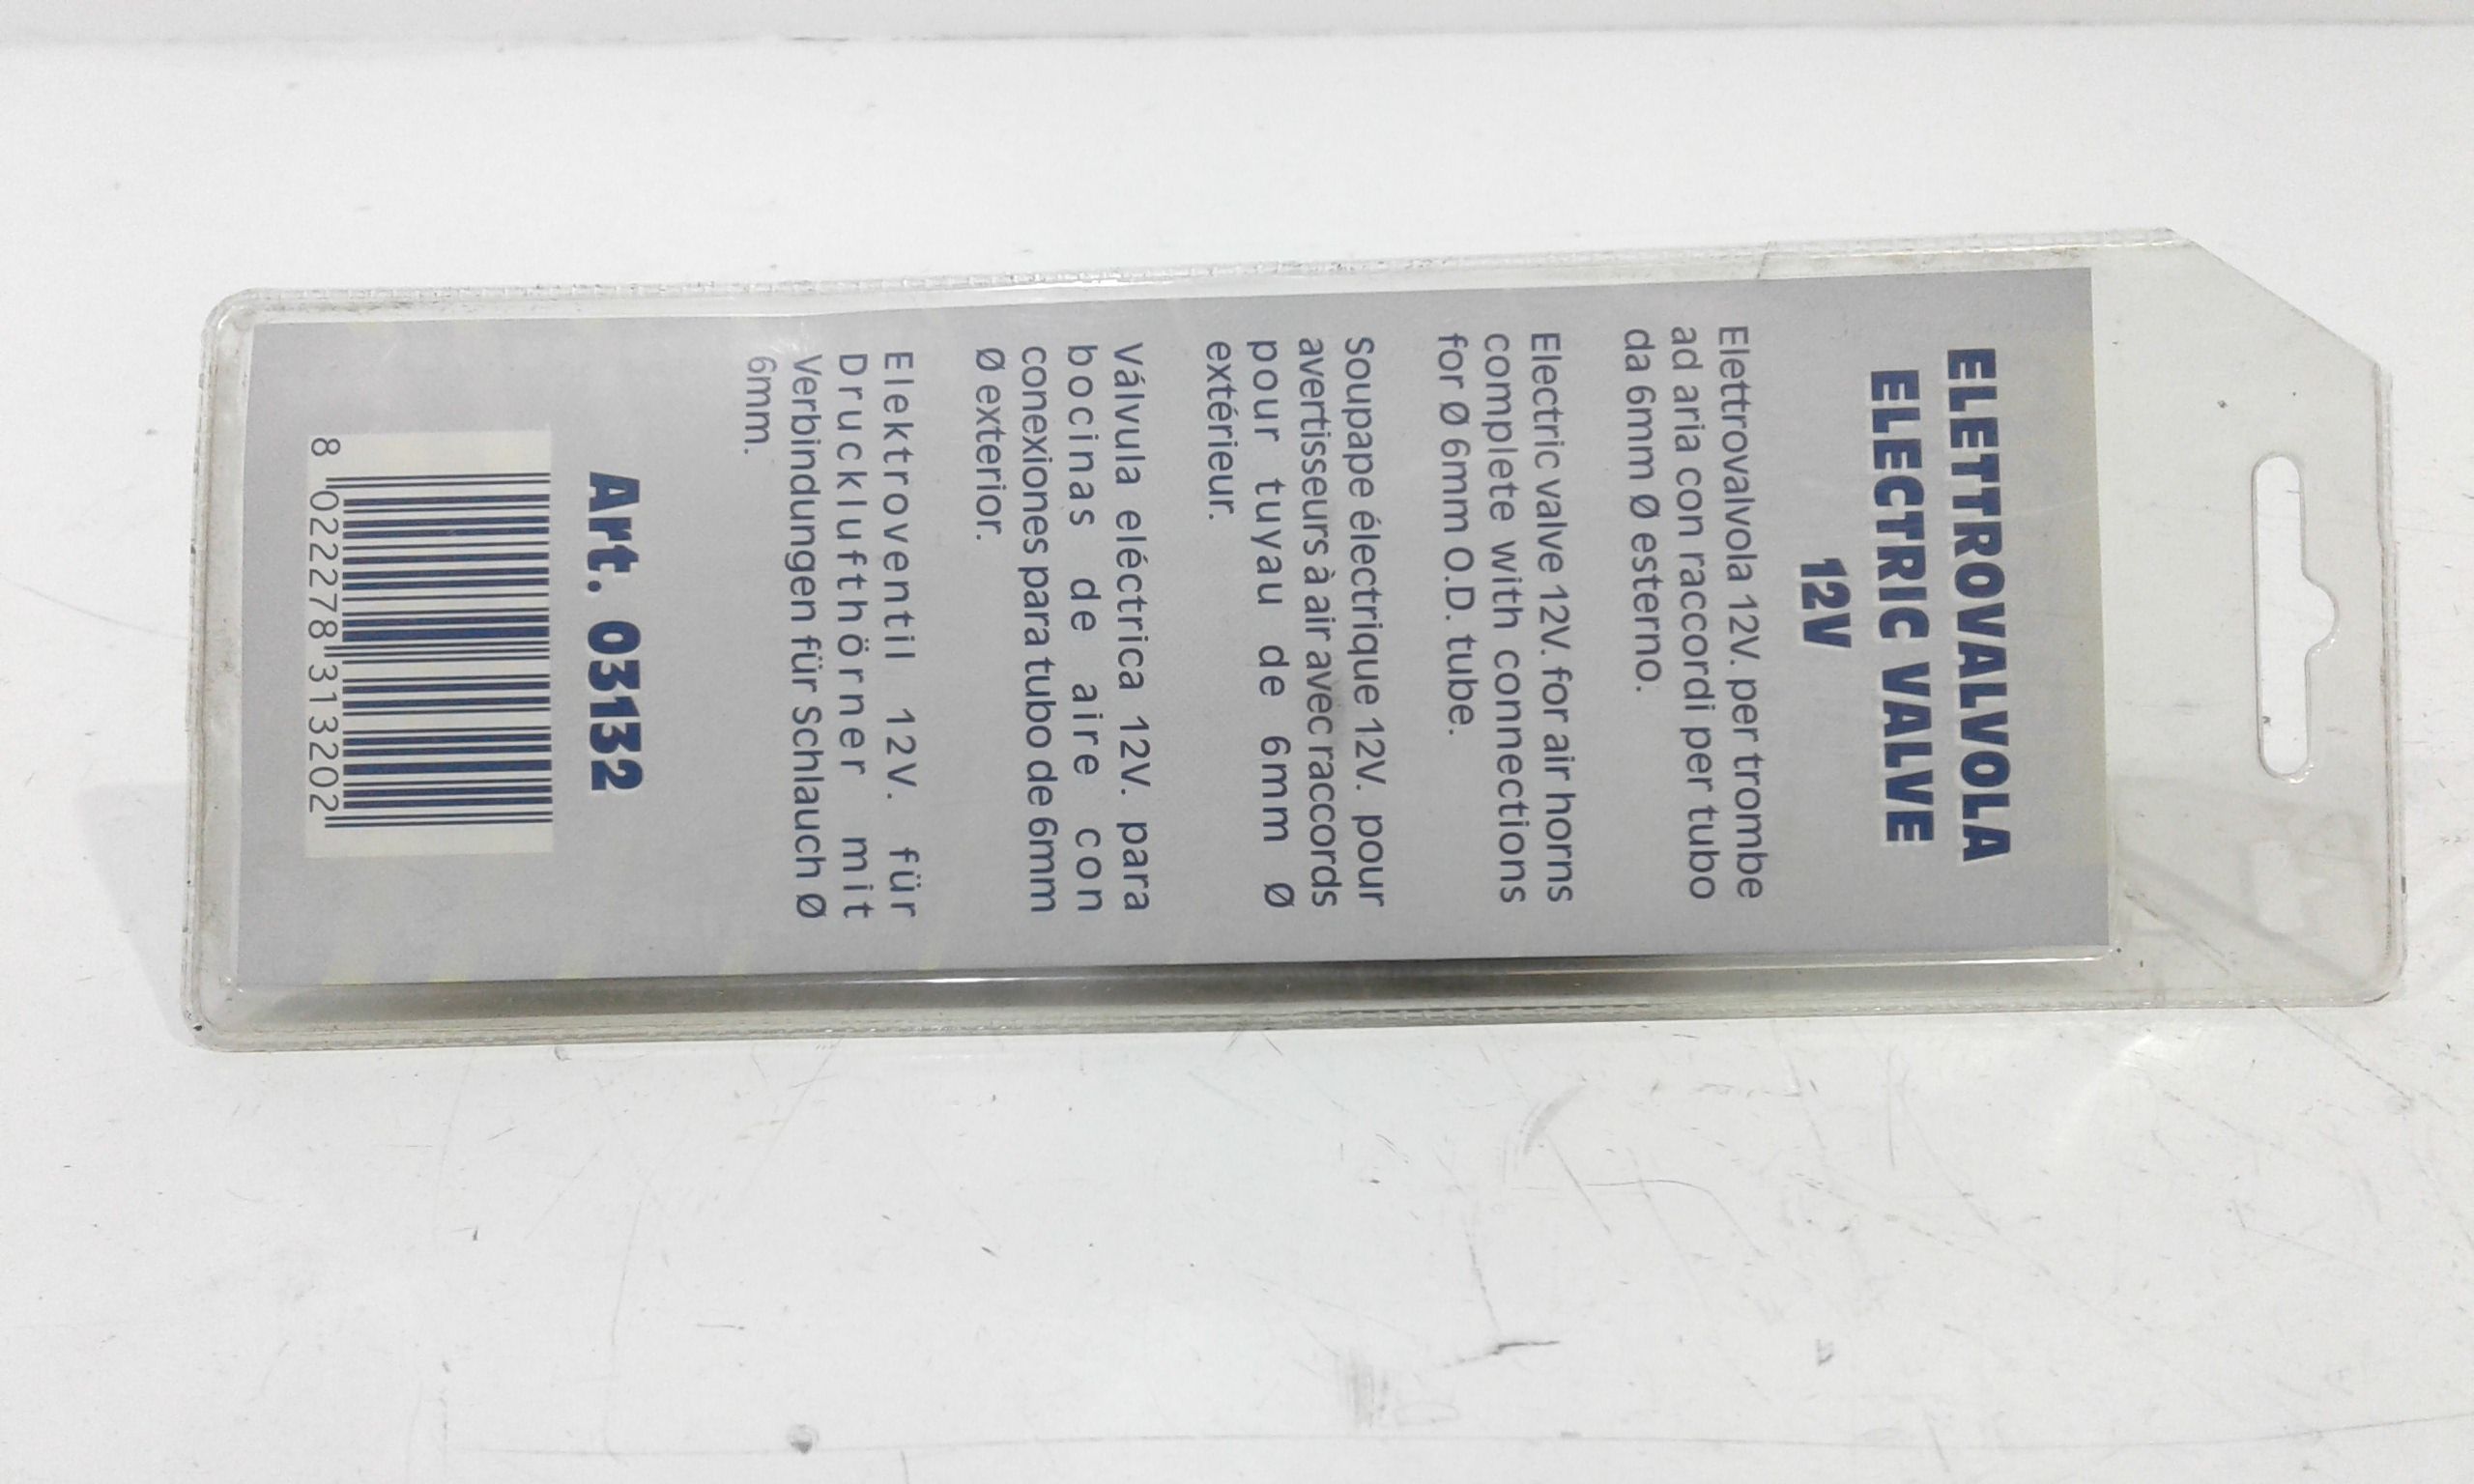 ELETTROVALVOLA
ELECTRIC VALVE
12V
Elettrovalvola 12V. per trombe
ad aria con raccordi per tubo
da 6mm Ø esterno.
Electric valve 12V. for air horns
complete with connections
for Ø 6mm O.D. tube.
Soupape électrique 12V. pour
avertisseurs à air avec raccords
pour tuyau de 6mm Ø
extérieur.
Válvula eléctrica 12V. para
bocinas de aire con
conexiones para tubo de 6mm
Ø exterior.
Elektroventil 12V. für
Drucklufthörner mit
Verbindungen für Schlauch Ø
6mm.
Art. 03132
8 022278 313202